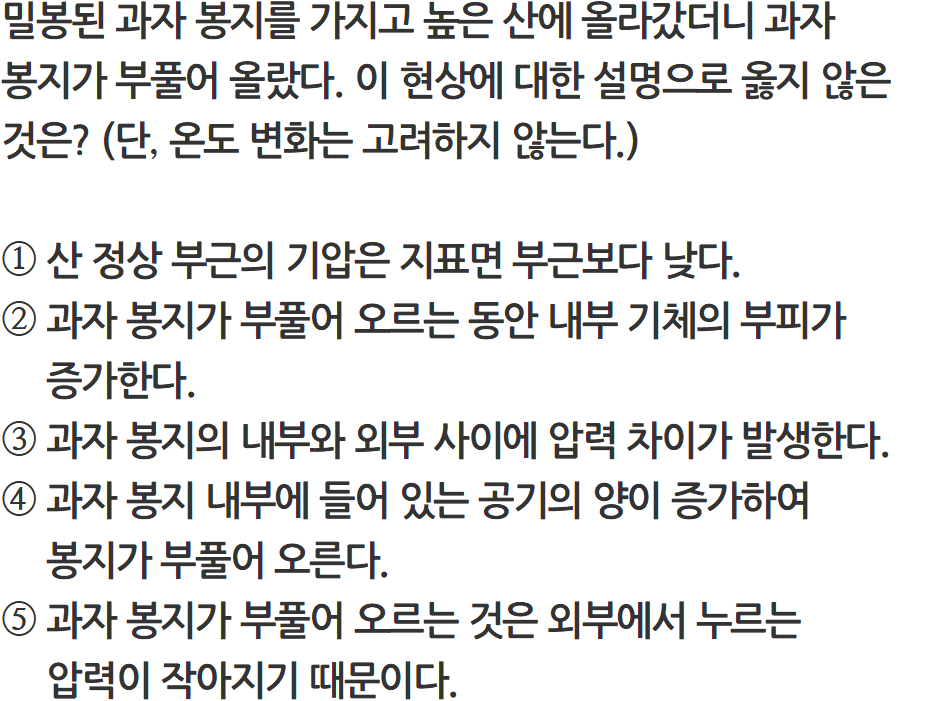 밀봉된 과자 봉지를 가지고 높은 산에 올라갔더니 과자
봉지가 부풀어 올랐다. 이 현상에 대한 설명으로 옳지 않은
것은? (단, 온도 변화는 고려하지 않는다.)
① 산 정상 부근의 기압은 지표면 부근보다 낮다.
② 과자 봉지가 부풀어 오르는 동안 내부 기체의 부피가
증가한다.
③ 과자 봉지의 내부와 외부 사이에 압력 차이가 발생한다.
④ 과자 봉지 내부에 들어 있는 공기의 양이 증가하여
봉지가 부풀어 오른다.
⑤ 과자 봉지가 부풀어 오르는 것은 외부에서 누르는
압력이 작아지기 때문이다.